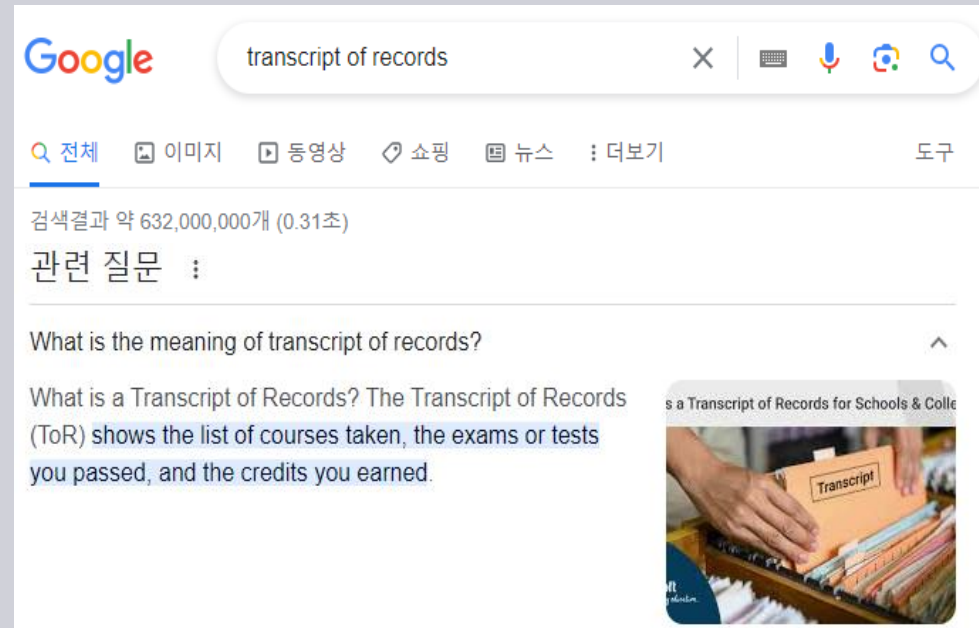 Google
transcript of records
전체 이미지 동영상 쇼핑 뉴스 더보기 도구
검색결과 약 632,000,000개 (0.31초)
관련 질문
What is the meaning of transcript of records?
What is a Transcript of Records? The Transcript of Records
(ToR) shows the list of courses taken, the exams or tests
you passed, and the credits you earned.
s a Transcript of Records for Schools & Colle
Transcript